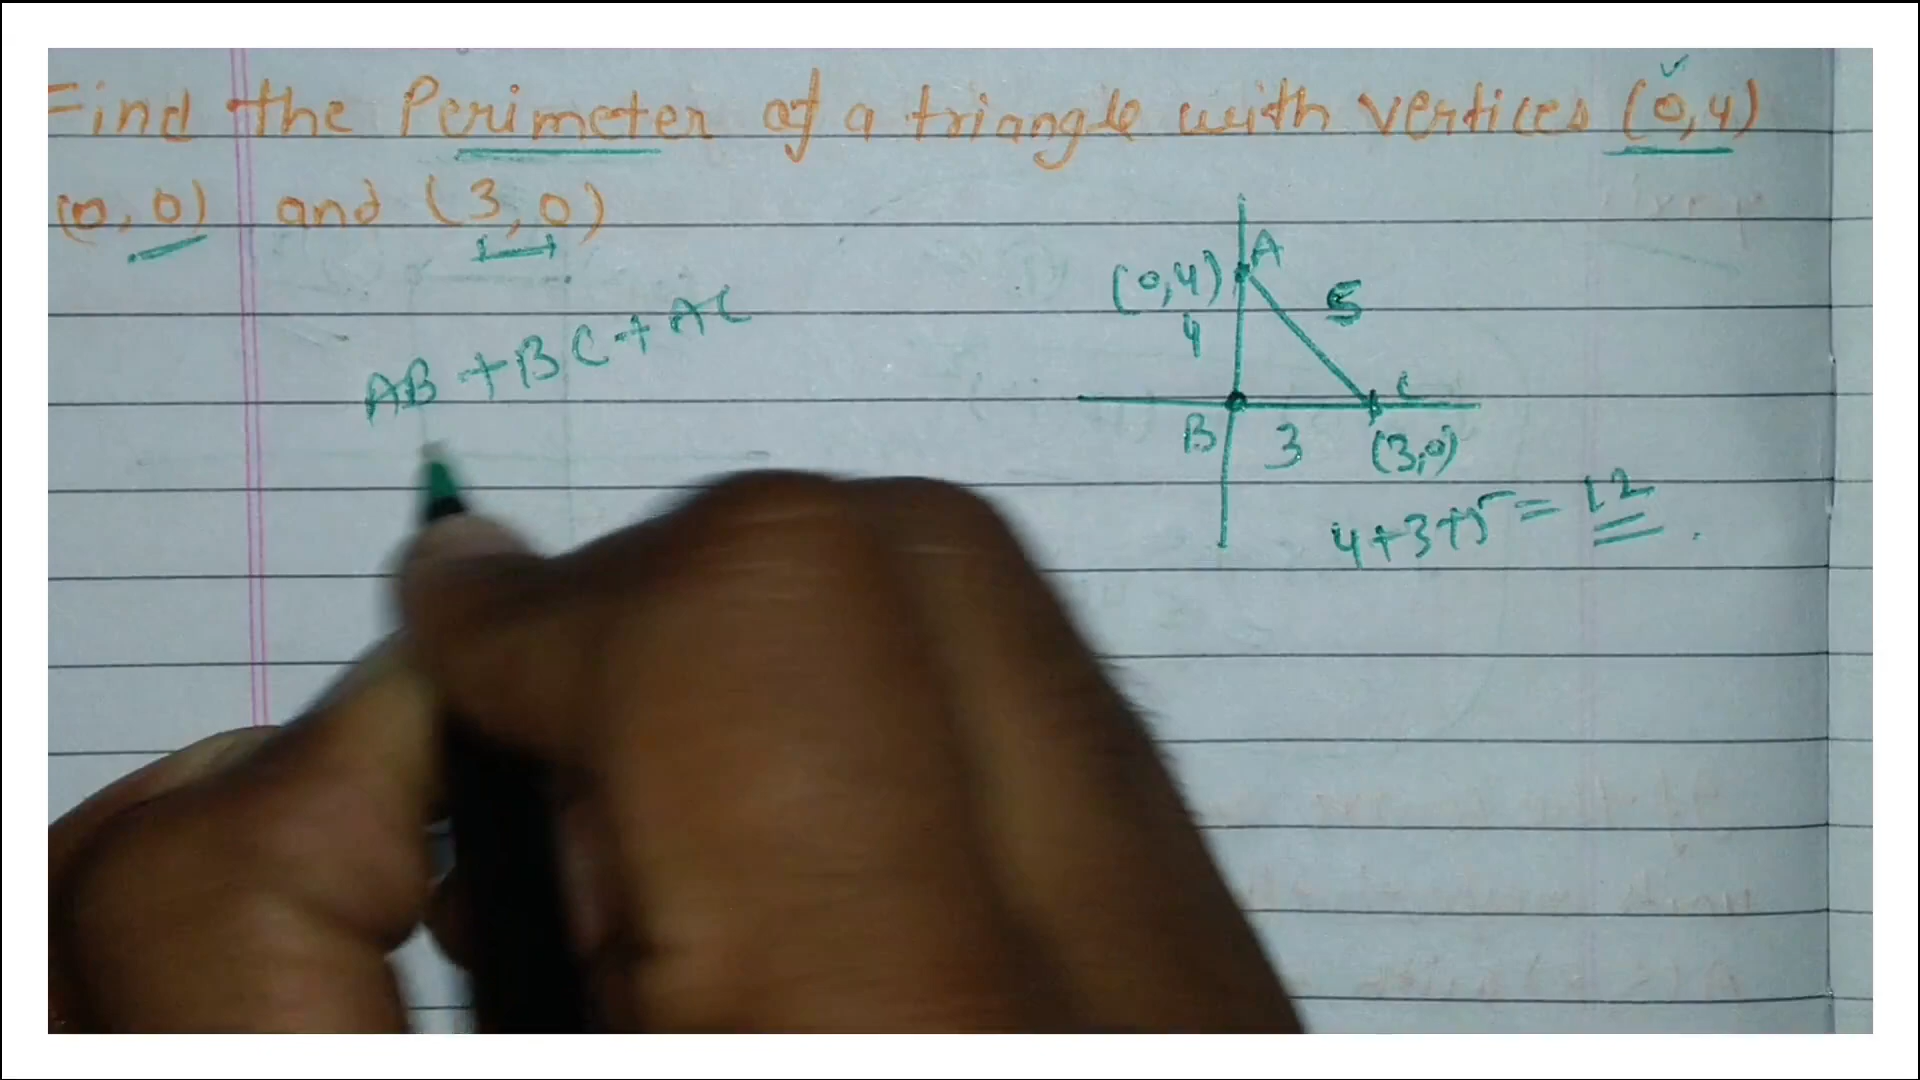 Find the Perimeter of a triangle with vertices (0,4)
(0,0) and (3,0)
AB+BC+AC
A
(0,4)
5
4
C
B
3
(3,0)
4+3+5=12